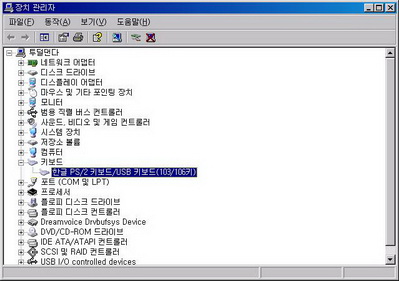 장치 관리자
파일(F) 동작(A) 보기(V) 도움말(H)
투덜먼다
네트워크 어댑터
디스크 드라이브
디스플레이 어댑터
마우스 및 기타 포인팅 장치
모니터
범용 직렬 버스 컨트롤러
사운드, 비디오 및 게임 컨트롤러
시스템 장치
저장소 볼륨
컴퓨터
키보드
한글 PS/2 키보드/USB 키보드(103/106키)
포트 (COM 및 LPT)
프로세서
플로피 디스크 드라이브
플로피 디스크 컨트롤러
Dreamvoice Drvbufsys Device
DVD/CD-ROM 드라이브
IDE ATA/ATAPI 컨트롤러
SCSI 및 RAID 컨트롤러
USB I/O controlled devices